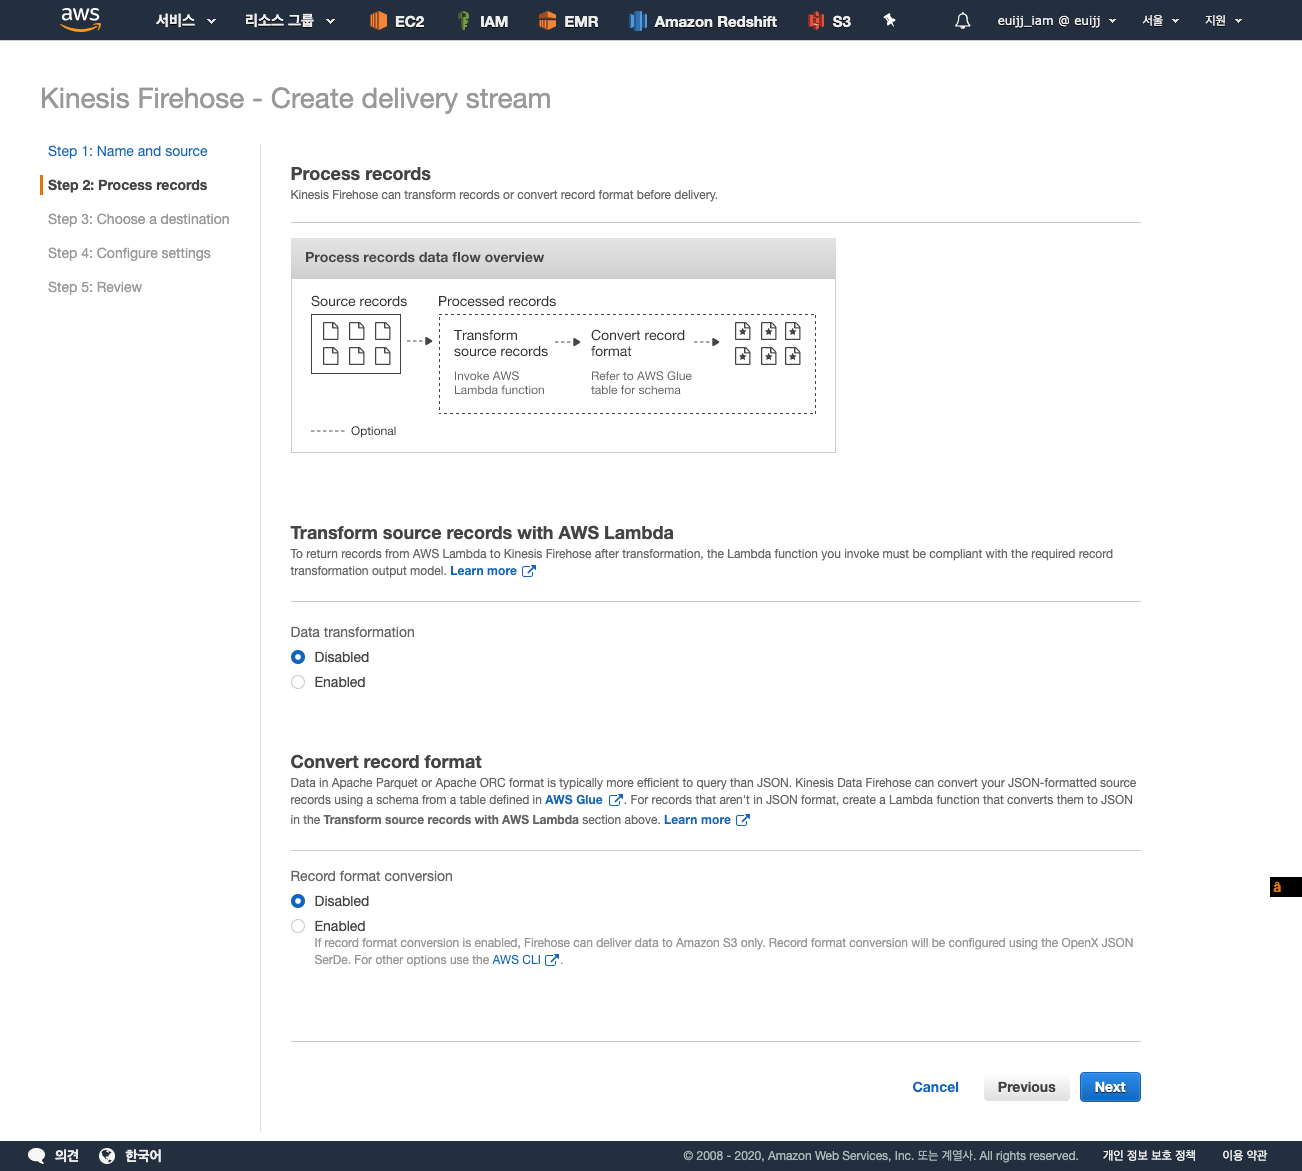 aws 서비스 리소스 그룹 EC2 IAM EMR Amazon Redshift S3 euijj_iam @ euijj 서울 지원
Kinesis Firehose - Create delivery stream
Step 1: Name and source
Step 2: Process records
Step 3: Choose a destination
Step 4: Configure settings
Step 5: Review
Process records
Kinesis Firehose can transform records or convert record format before delivery.
Process records data flow overview
Source records
Processed records
Transform
source records
Invoke AWS
Lambda function
Convert record
format
Refer to AWS Glue
table for schema
Optional
Transform source records with AWS Lambda
To return records from AWS Lambda to Kinesis Firehose after transformation, the Lambda function you invoke must be compliant with the required record
transformation output model. Learn more
Data transformation
Disabled
Enabled
Convert record format
Data in Apache Parquet or Apache ORC format is typically more efficient to query than JSON. Kinesis Data Firehose can convert your JSON-formatted source
records using a schema from a table defined in AWS Glue . For records that aren't in JSON format, create a Lambda function that converts them to JSON
in the Transform source records with AWS Lambda section above. Learn more
Record format conversion
Disabled
Enabled
If record format conversion is enabled, Firehose can deliver data to Amazon S3 only. Record format conversion will be configured using the OpenX JSON
SerDe. For other options use the AWS CLI .
â
Cancel Previous Next
의견 한국어 © 2008 - 2020, Amazon Web Services, Inc. 또는 계열사. All rights reserved. 개인 정보 보호 정책 이용 약관